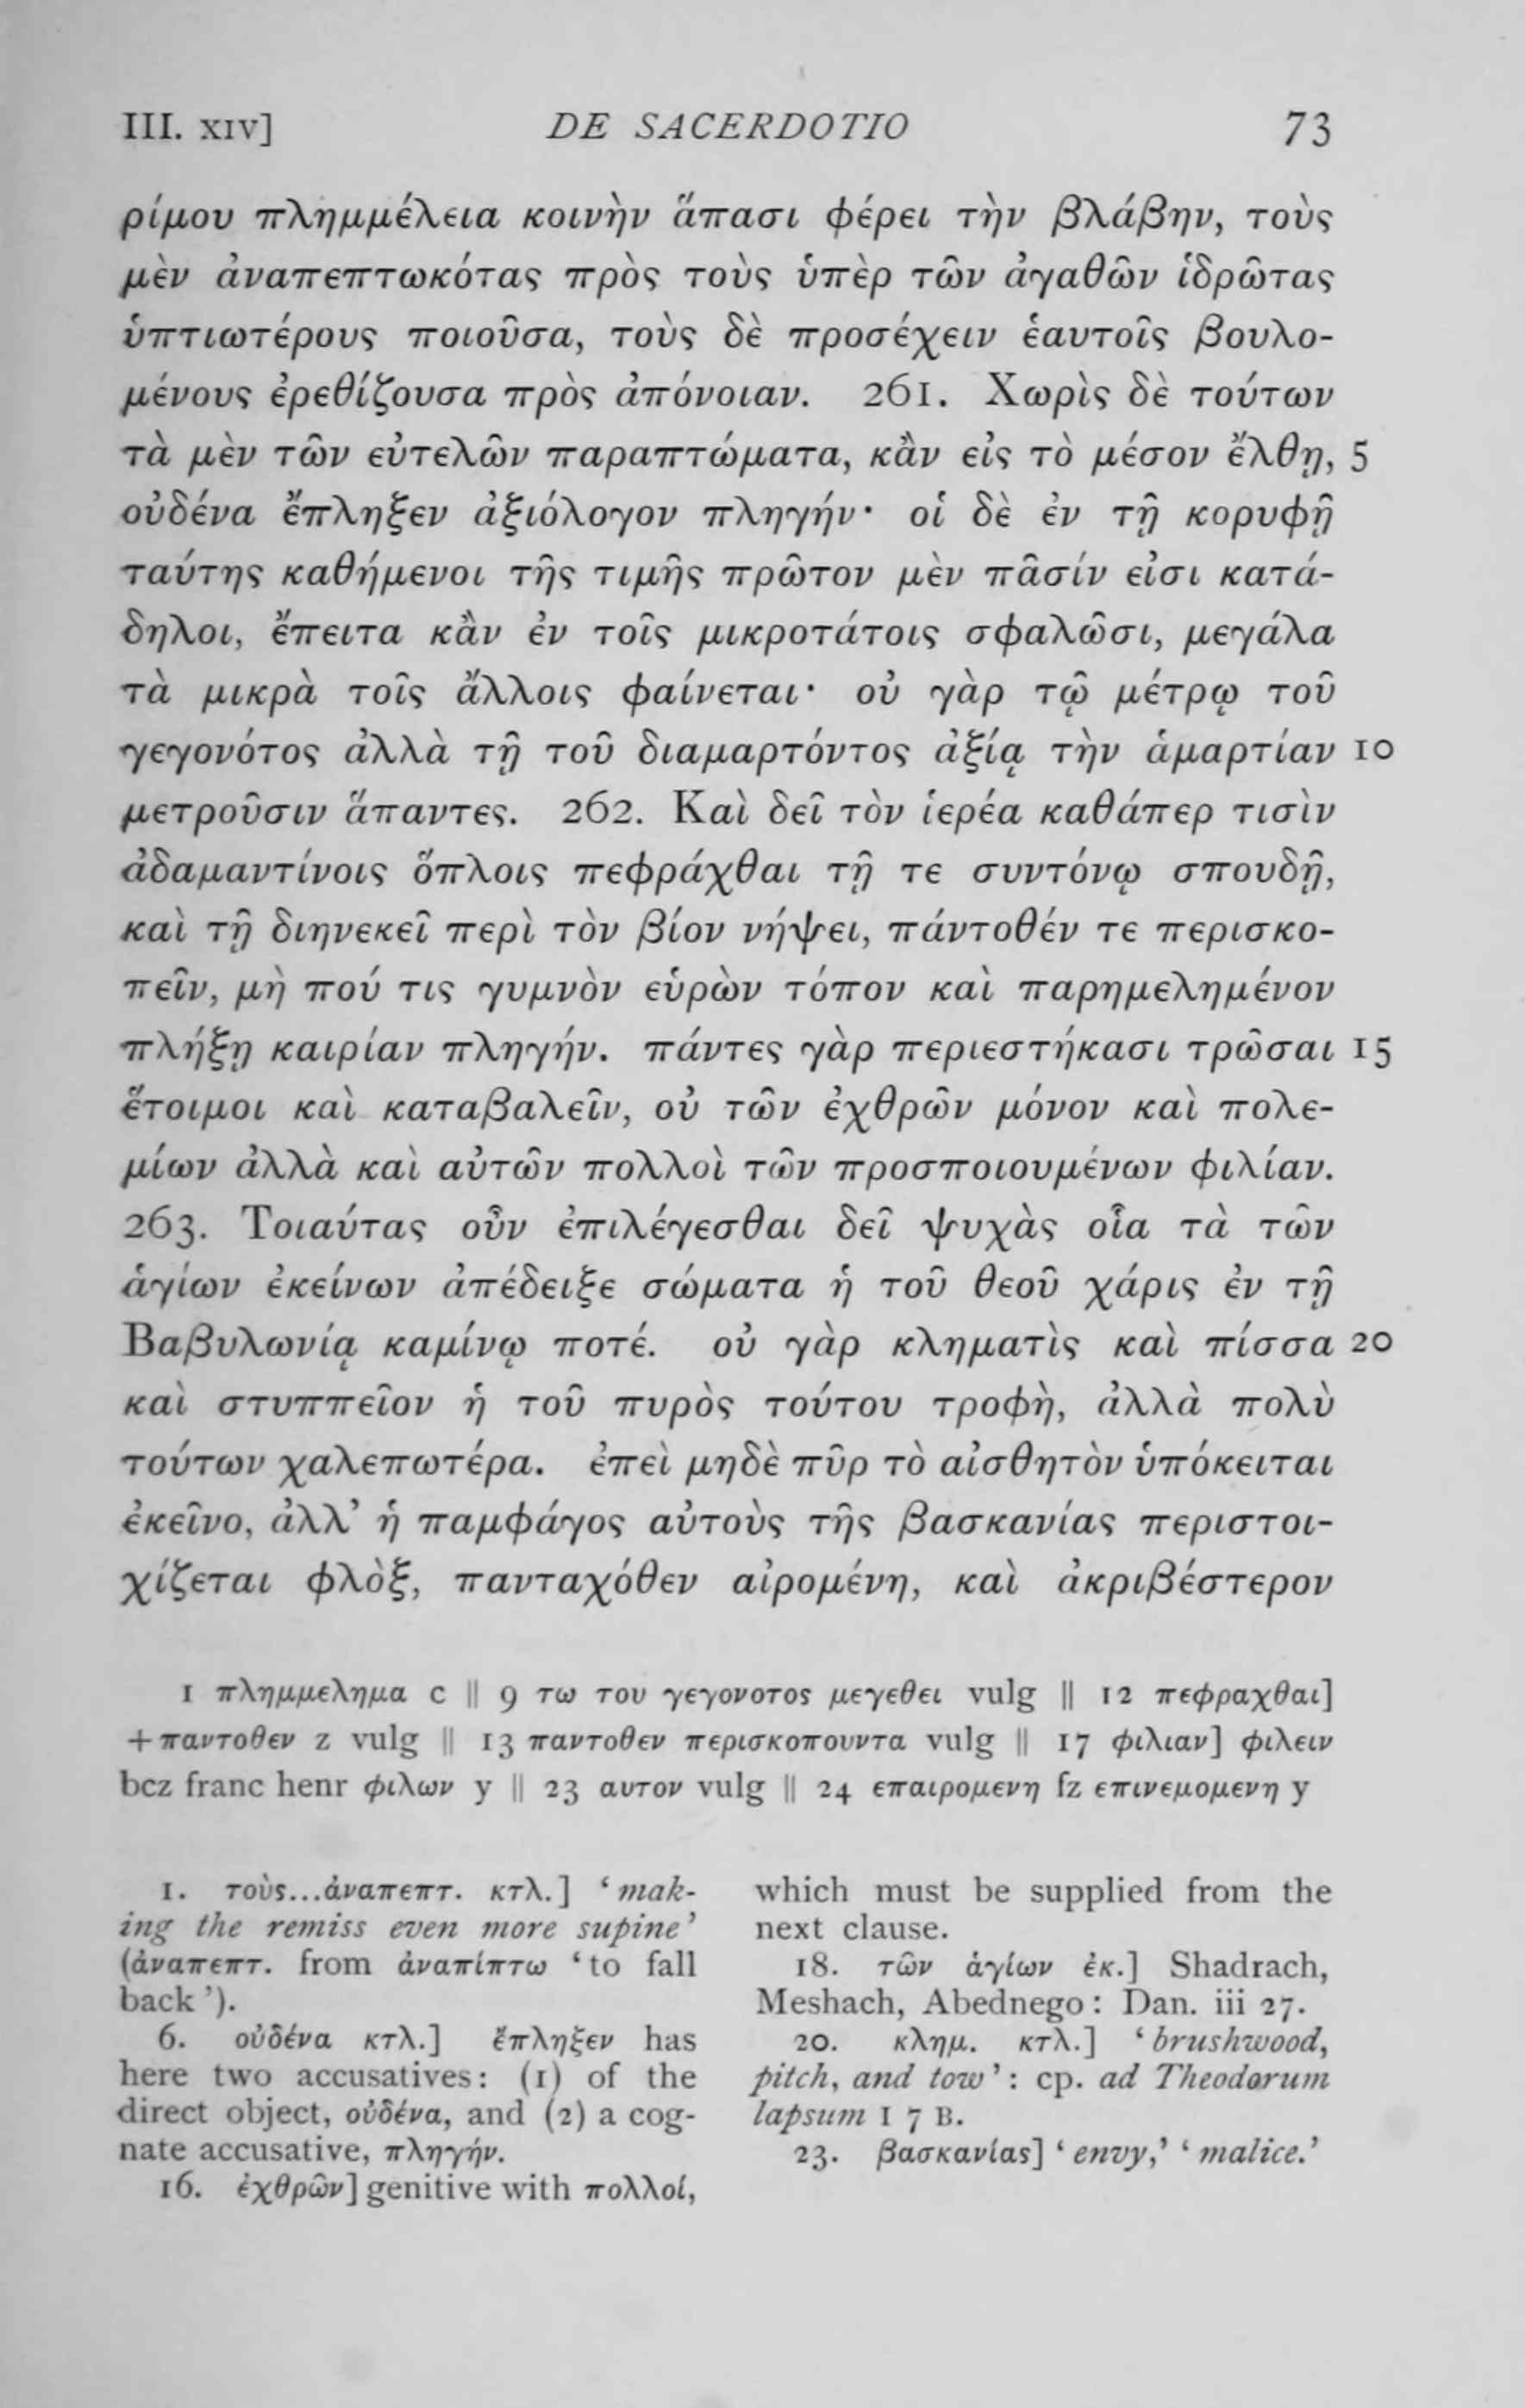 III. XIV] DE SACERDOTIO 73
ρίμου πλημμέλεια κοινὴν ἅπασι φέρει τὴν βλάβην, τοὺς
μὲν ἀναπεπτωκότας πρὸς τοὺς ὑπὲρ τῶν ἀγαθῶν ἱδρῶτας
ὑπτιωτέρους ποιοῦσα, τοὺς δὲ προσέχειν ἑαυτοῖς βουλο-
μένους ἐρεθίζουσα πρὸς ἀπόνοιαν. 261. Χωρὶς δὲ τούτων
τὰ μὲν τῶν εὐτελῶν παραπτώματα, κἂν εἰς τὸ μέσον ἔλθῃ, 5
οὐδένα ἔπληξεν ἀξιόλογον πληγήν· οἱ δὲ ἐν τῇ κορυφῇ
ταύτης καθήμενοι τῆς τιμῆς πρῶτον μὲν πᾶσίν εἰσι κατά-
δηλοι, ἔπειτα κἂν ἐν τοῖς μικροτάτοις σφαλῶσι, μεγάλα
τὰ μικρὰ τοῖς ἄλλοις φαίνεται· οὐ γὰρ τῷ μέτρῳ τοῦ
γεγονότος ἀλλὰ τῇ τοῦ διαμαρτόντος ἀξίᾳ τὴν ἁμαρτίαν 10
μετροῦσιν ἅπαντες. 262. Καὶ δεῖ τὸν ἱερέα καθάπερ τισὶν
ἀδαμαντίνοις ὅπλοις πεφράχθαι τῇ τε συντόνῳ σπουδῇ,
καὶ τῇ διηνεκεῖ περὶ τὸν βίον νήψει, πάντοθέν τε περισκο-
πεῖν, μὴ πού τις γυμνὸν εὑρὼν τόπον καὶ παρημελημένον
πλήξῃ καιρίαν πληγήν. πάντες γὰρ περιεστήκασι τρῶσαι 15
ἕτοιμοι καὶ καταβαλεῖν, οὐ τῶν ἐχθρῶν μόνον καὶ πολε-
μίων ἀλλὰ καὶ αὐτῶν πολλοὶ τῶν προσποιουμένων φιλίαν.
263. Τοιαύτας οὖν ἐπιλέγεσθαι δεῖ ψυχὰς οἷα τὰ τῶν
ἁγίων ἐκείνων ἀπέδειξε σώματα ἡ τοῦ θεοῦ χάρις ἐν τῇ
Βαβυλωνίᾳ καμίνῳ ποτέ. οὐ γὰρ κληματὶς καὶ πίσσα 20
καὶ στυππεῖον ἡ τοῦ πυρὸς τούτου τροφὴ, ἀλλὰ πολὺ
τούτων χαλεπωτέρα. ἐπεὶ μηδὲ πῦρ τὸ αἰσθητὸν ὑπόκειται
ἐκεῖνο, ἀλλ’ ἡ παμφάγος αὐτοὺς τῆς βασκανίας περιστοι-
χίζεται φλὸξ, πανταχόθεν αἰρομένη, καὶ ἀκριβέστερον
1 πλημμελημα c || 9 τω του γεγονοτος μεγεθει vulg || 12 πεφραχθαι]
+παντοθεν z vulg || 13 παντοθεν περισκοπουντα vulg || 17 φιλιαν] φιλειν
bcz franc henr φιλων y || 23 αυτον vulg || 24 επαιρομενη fz επινεμομενη y
1. τοὺς...ἀναπεπτ. κτλ.] ‘mak-
ing the remiss even more supine’
(ἀναπεπτ. from ἀναπίπτω ‘to fall
back’).
6. οὐδένα κτλ.] ἔπληξεν has
here two accusatives: (1) of the
direct object, οὐδένα, and (2) a cog-
nate accusative, πληγήν.
16. ἐχθρῶν] genitive with πολλοί,
which must be supplied from the
next clause.
18. τῶν ἁγίων ἐκ.] Shadrach,
Meshach, Abednego: Dan. iii 27.
20. κλημ. κτλ.] ‘brushwood,
pitch, and tow’: cp. ad Theodorum
lapsum I 7 B.
23. βασκανίας] ‘envy,’ ‘malice.’